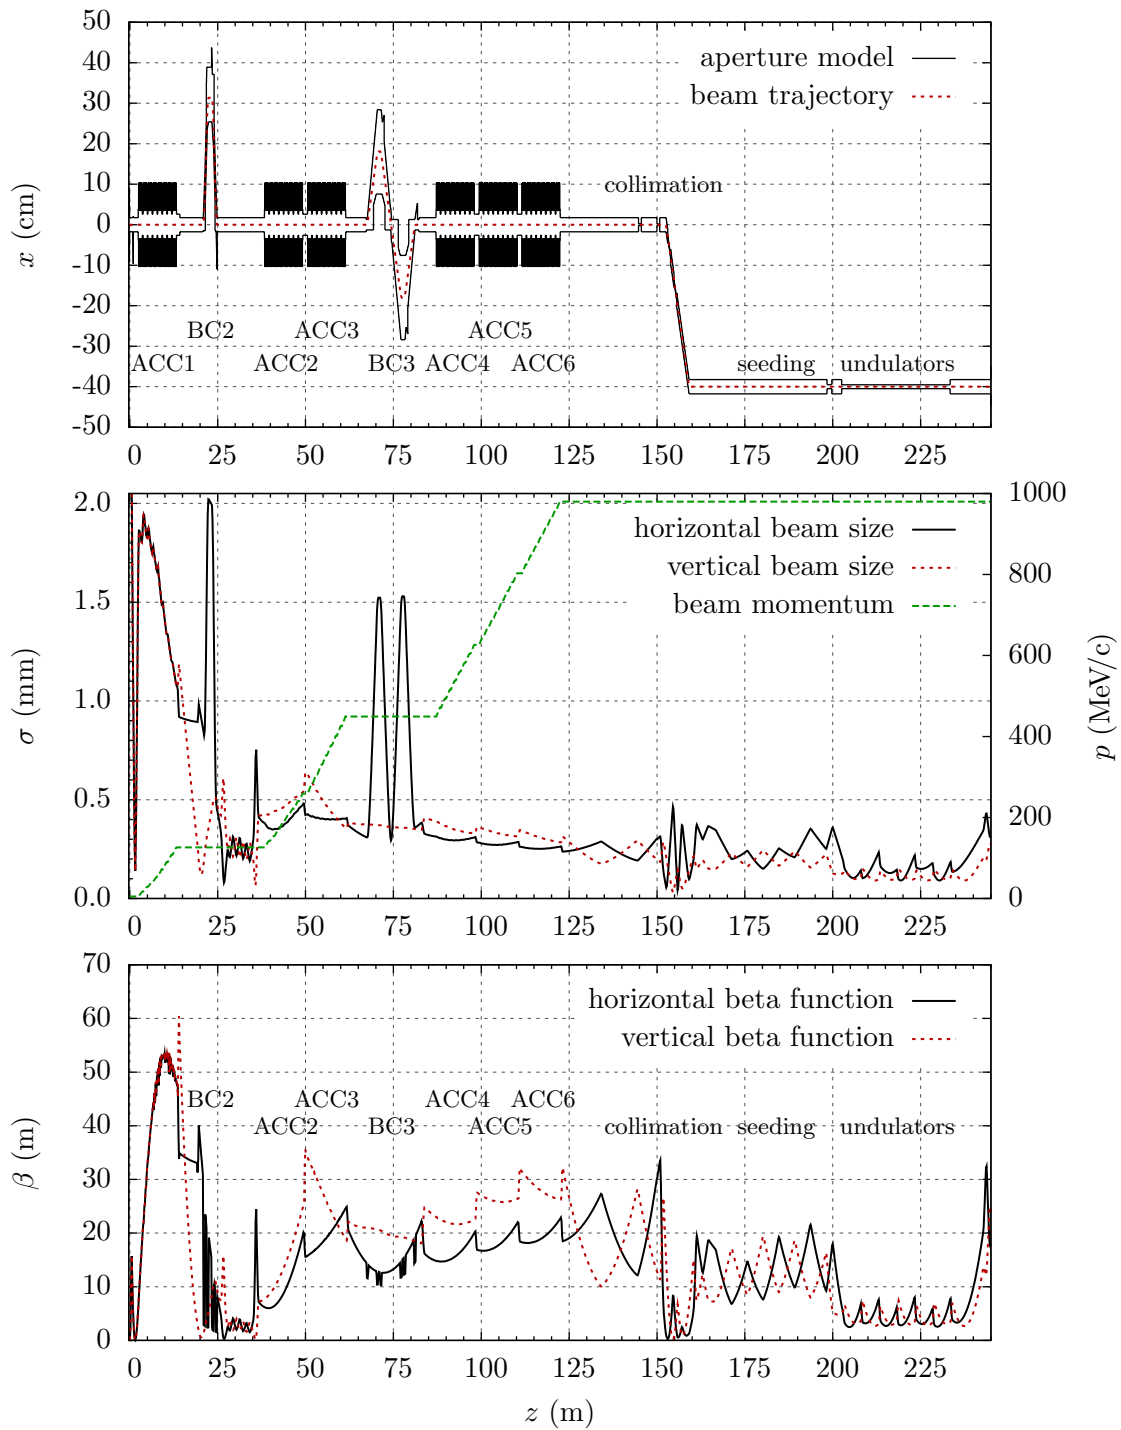 50
40
30
20
10
0
-10
-20
-30
-40
-50
x (cm)
aperture model
beam trajectory
collimation
BC2 ACC3 ACC5
ACC1 ACC2 BC3 ACC4 ACC6 seeding undulators
0 25 50 75 100 125 150 175 200 225
2.0
1.5
1.0
0.5
0.0
σ (mm)
horizontal beam size
vertical beam size
beam momentum
1000
800
600
400
200
0
p (MeV/c)
0 25 50 75 100 125 150 175 200 225
70
60
50
40
30
20
10
0
β (m)
horizontal beta function
vertical beta function
BC2 ACC3 ACC4 ACC6
ACC2 BC3 ACC5 collimation seeding undulators
0 25 50 75 100 125 150 175 200 225
z (m)